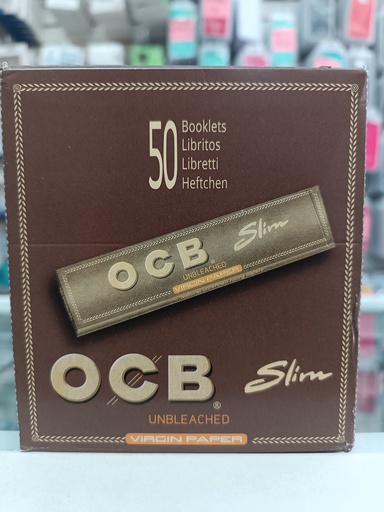 50 Booklets
Libritos
Libretti
Heftchen
OCB® Slim
UNBLEACHED
VIRGIN PAPER
OCB® Slim
UNBLEACHED
VIRGIN PAPER